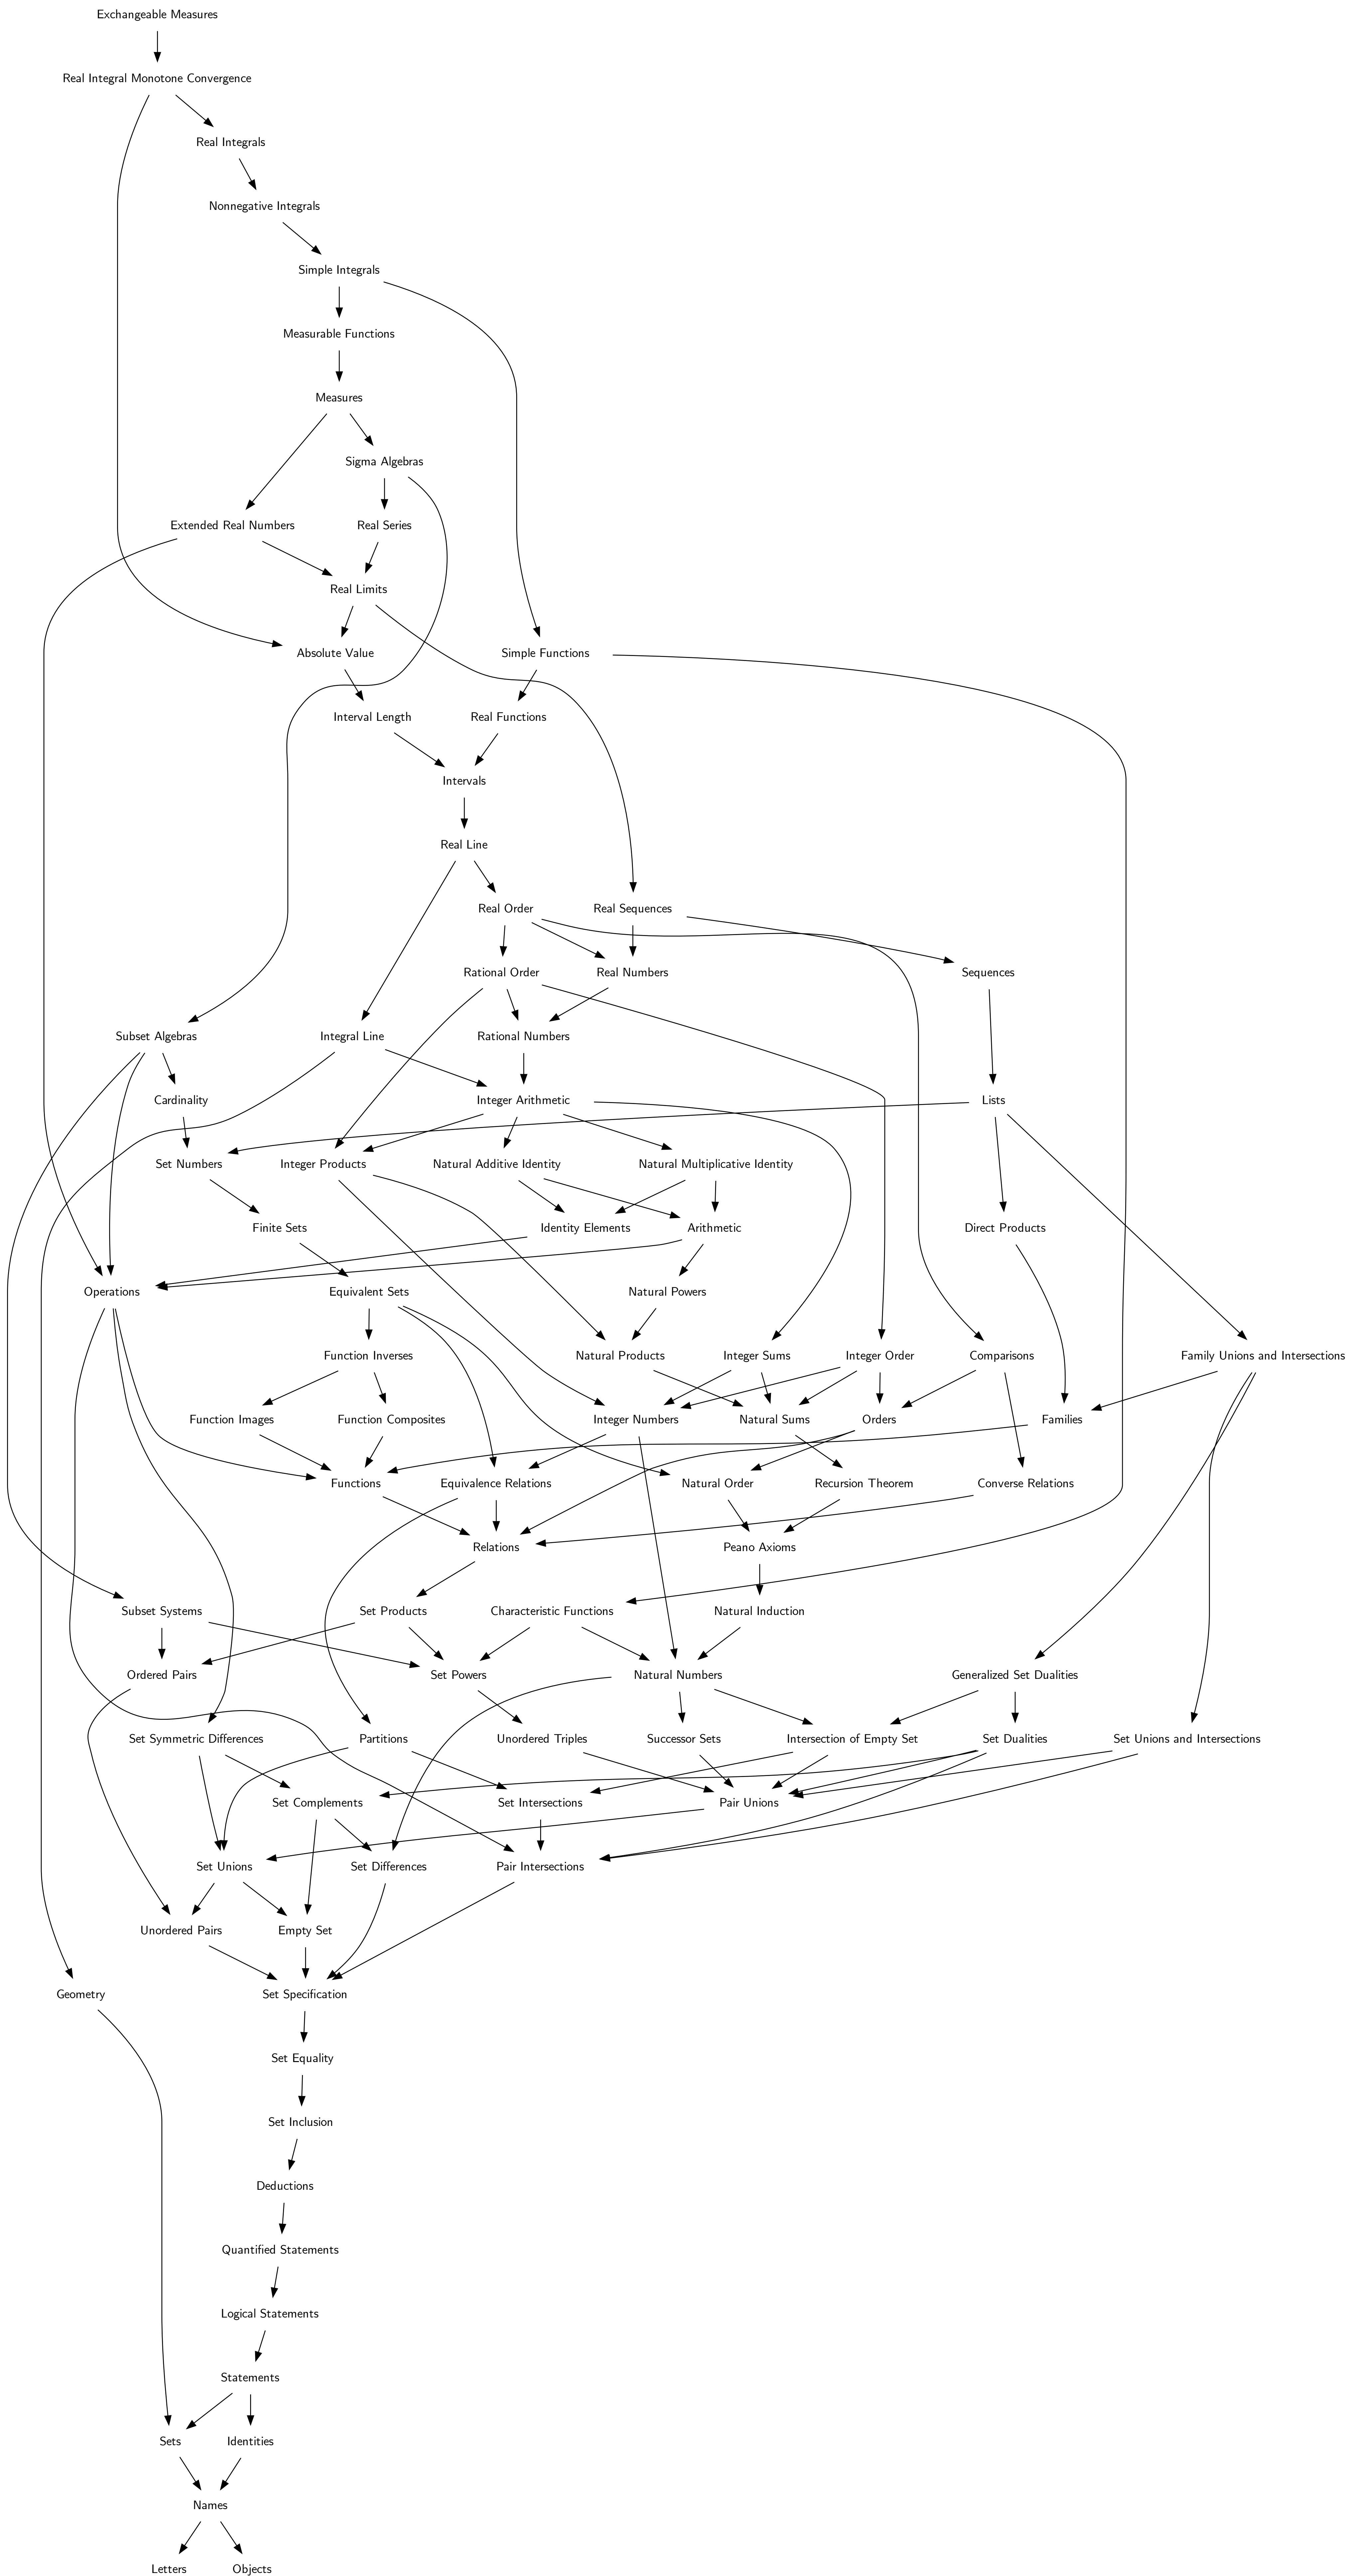 Exchangeable Measures
Real Integral Monotone Convergence
Real Integrals
Nonnegative Integrals
Simple Integrals
Measurable Functions
Measures
Sigma Algebras
Extended Real Numbers
Real Series
Real Limits
Absolute Value
Simple Functions
Interval Length
Real Functions
Intervals
Real Line
Real Order
Real Sequences
Rational Order
Real Numbers
Sequences
Subset Algebras
Integral Line
Rational Numbers
Cardinality
Integer Arithmetic
Lists
Set Numbers
Integer Products
Natural Additive Identity
Natural Multiplicative Identity
Finite Sets
Identity Elements
Arithmetic
Direct Products
Operations
Equivalent Sets
Natural Powers
Function Inverses
Natural Products
Integer Sums
Integer Order
Comparisons
Family Unions and Intersections
Function Images
Function Composites
Integer Numbers
Natural Sums
Orders
Families
Functions
Equivalence Relations
Natural Order
Recursion Theorem
Converse Relations
Relations
Peano Axioms
Subset Systems
Set Products
Characteristic Functions
Natural Induction
Ordered Pairs
Set Powers
Natural Numbers
Generalized Set Dualities
Set Symmetric Differences
Partitions
Unordered Triples
Successor Sets
Intersection of Empty Set
Set Dualities
Set Unions and Intersections
Set Complements
Set Intersections
Pair Unions
Set Unions
Set Differences
Pair Intersections
Unordered Pairs
Empty Set
Geometry
Set Specification
Set Equality
Set Inclusion
Deductions
Quantified Statements
Logical Statements
Statements
Sets
Identities
Names
Letters
Objects